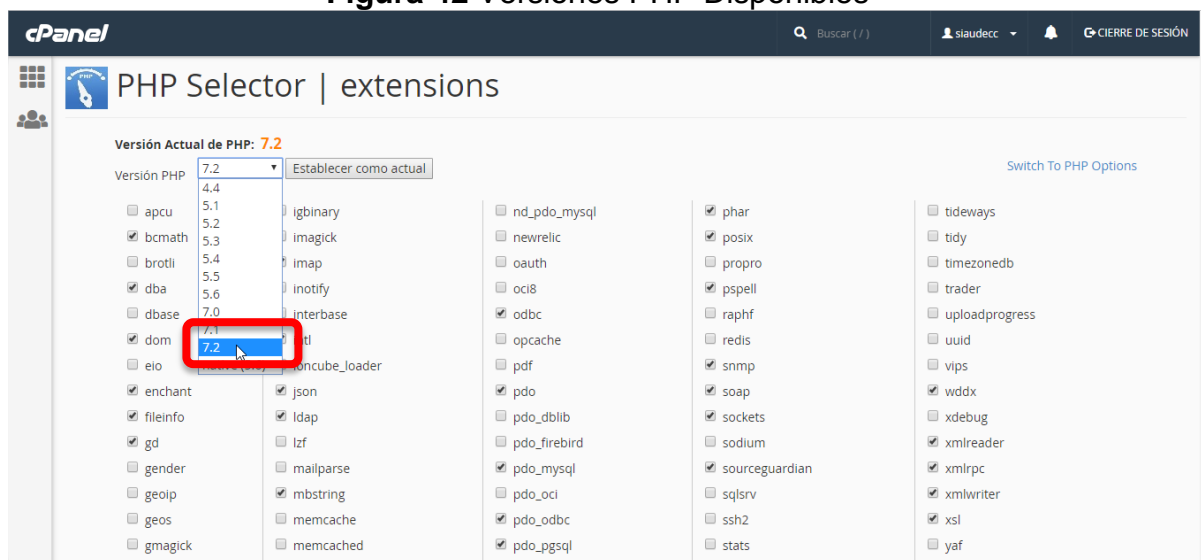 Figura 42 Versiones PHP Disponibles
cPanel
Buscar ( / )
siaudecc
CIERRE DE SESIÓN
PHP Selector | extensions
Versión Actual de PHP: 7.2
Versión PHP 7.2 Establecer como actual Switch To PHP Options
4.4
5.1
5.2
5.3
5.4
5.5
5.6
7.0
7.1
7.2
apcu igbinary nd_pdo_mysql phar tideways
bcmath imagick newrelic posix tidy
brotli imap oauth propro timezonedb
dba inotify oci8 pspell trader
dbase interbase odbc raphf uploadprogress
dom opcache redis uuid
eio ioncube_loader pdf snmp vips
enchant json pdo soap wddx
fileinfo ldap pdo_dblib sockets xdebug
gd lzf pdo_firebird sodium xmlreader
gender mailparse pdo_mysql sourceguardian xmlrpc
geoip mbstring pdo_oci sqlsrv xmlwriter
geos memcache pdo_odbc ssh2 xsl
gmagick memcached pdo_pgsql stats yaf